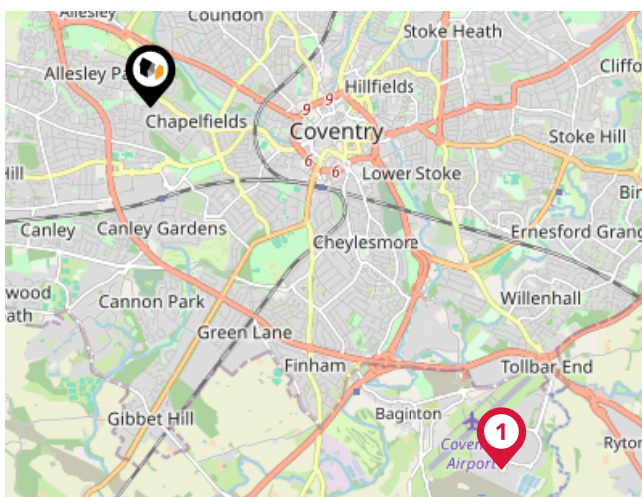 Allesley
Coundon
Stoke Heath
Allesley Pa
Hillfields
Cliffo
9
9
Chapelfields
Coventry
Stoke Hill
6
6
Hill
Lower Stoke
Bin
Canley
Canley Gardens
Cheylesmore
Ernesford Grang
wood
ath
Cannon Park
Willenhall
Green Lane
Finham
Tollbar End
Gibbet Hill
Baginton
1
Coven
Airport
Ryton